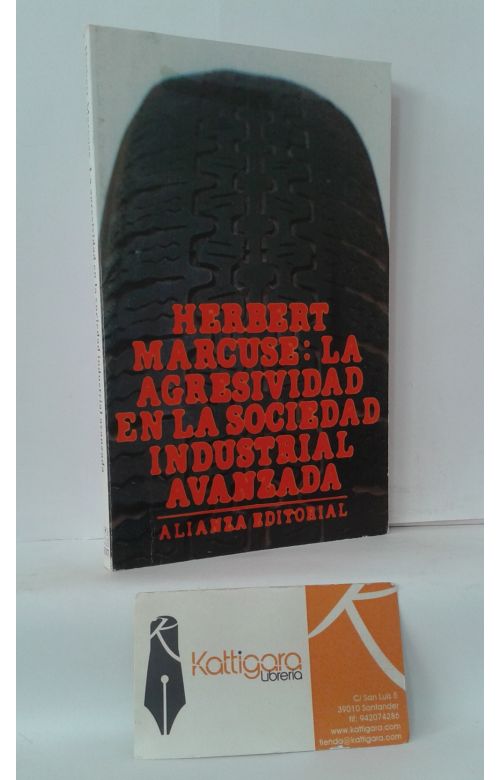 HERBERT
MARCUSE: LA
AGRESIVIDAD
EN LA SOCIEDAD
INDUSTRIAL
AVANZADA
ALIANZA EDITORIAL
Kattigara
Librería
C/ San Luis 5
39010 Santander
tlf: 942074286
www.kattigara.com
tienda@kattigara.com